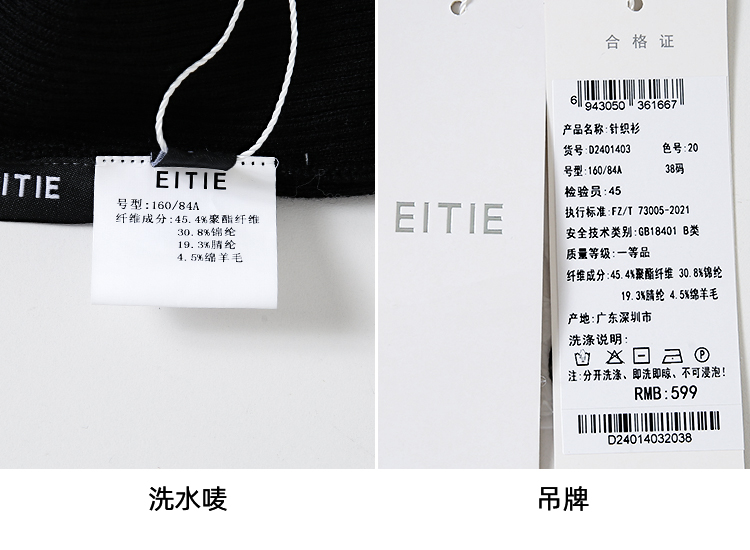 EITIE
EITIE
号型:160/84A
纤维成分:45.4%聚酯纤维
30.8%锦纶
19.3%腈纶
4.5%绵羊毛
EITIE
合格证
6 943050 361667
产品名称:针织衫
货号:D2401403 色号:20
号型:160/84A 38码
检验员:45
执行标准:FZ/T 73005-2021
安全技术类别:GB18401 B类
质量等级:一等品
纤维成分:45.4%聚酯纤维 30.8%锦纶
19.3%腈纶 4.5%绵羊毛
产地:广东深圳市
洗涤说明:
P
注:分开洗涤、即洗即晾、不可浸泡!
RMB:599
D24014032038
洗水唛
吊牌